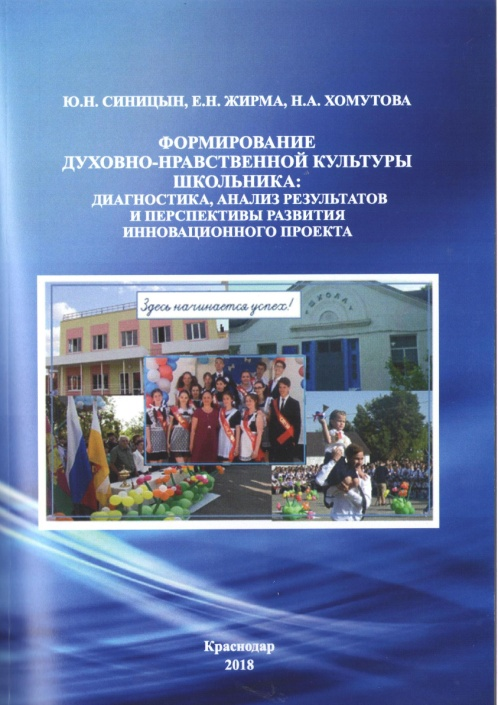 Ю.Н. СИНИЦЫН, Е.Н. ЖИРМА, Н.А. ХОМУТОВА
ФОРМИРОВАНИЕ
ДУХОВНО-НРАВСТВЕННОЙ КУЛЬТУРЫ
ШКОЛЬНИКА:
ДИАГНОСТИКА, АНАЛИЗ РЕЗУЛЬТАТОВ
И ПЕРСПЕКТИВЫ РАЗВИТИЯ
ИННОВАЦИОННОГО ПРОЕКТА
Здесь начинается успех!
ШКОЛА
Краснодар
2018